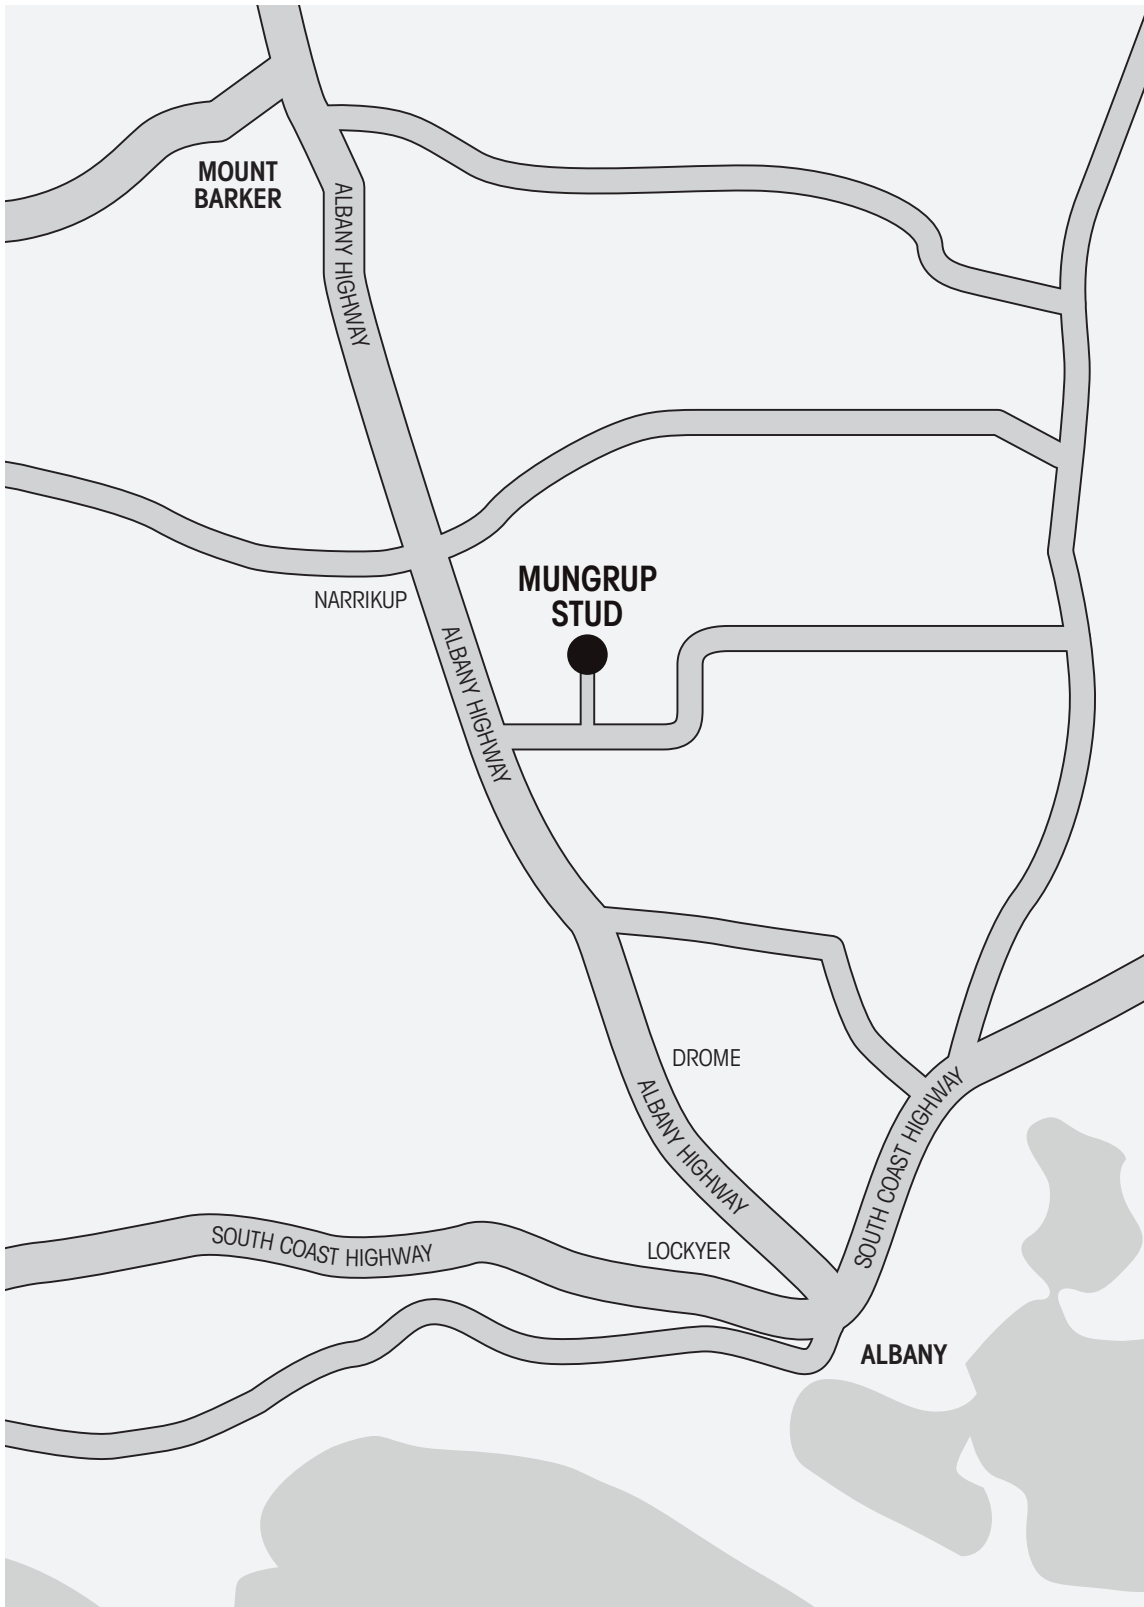 MOUNT
BARKER
ALBANY HIGHWAY
MUNGRUP
STUD
NARRIKUP
ALBANY HIGHWAY
DROME
ALBANY HIGHWAY
SOUTH COAST HIGHWAY
SOUTH COAST HIGHWAY
LOCKYER
ALBANY